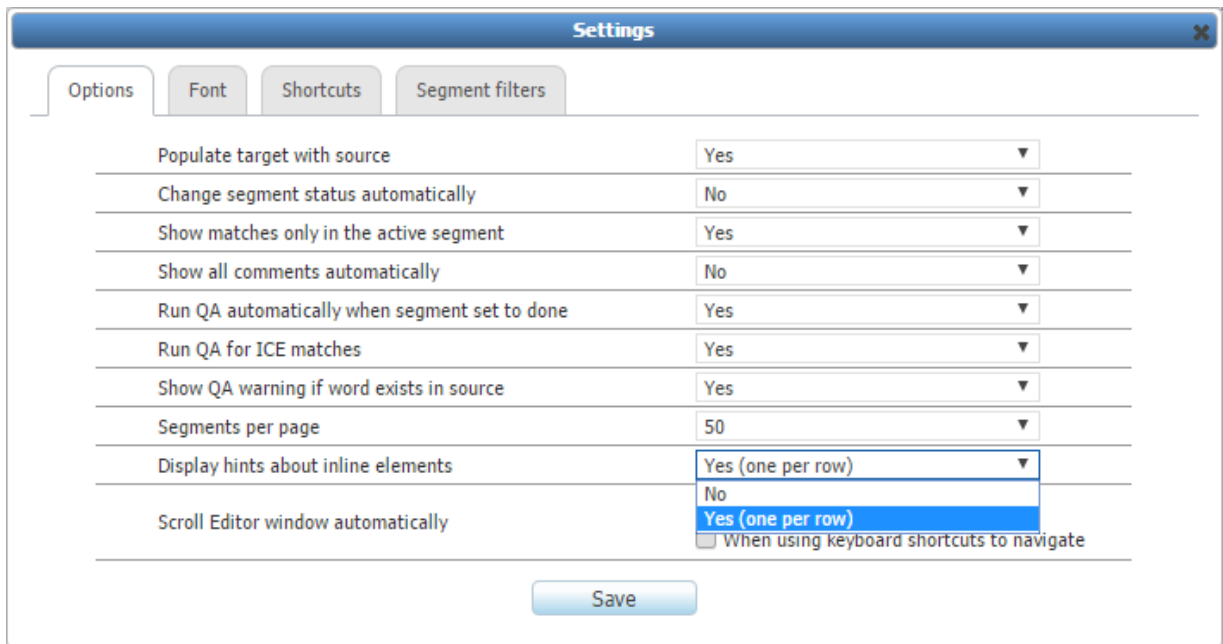 Settings
Options Font Shortcuts Segment filters
Populate target with source Yes
Change segment status automatically No
Show matches only in the active segment Yes
Show all comments automatically No
Run QA automatically when segment set to done Yes
Run QA for ICE matches Yes
Show QA warning if word exists in source Yes
Segments per page 50
Display hints about inline elements Yes (one per row)
No
Scroll Editor window automatically Yes (one per row)
When using keyboard shortcuts to navigate
Save